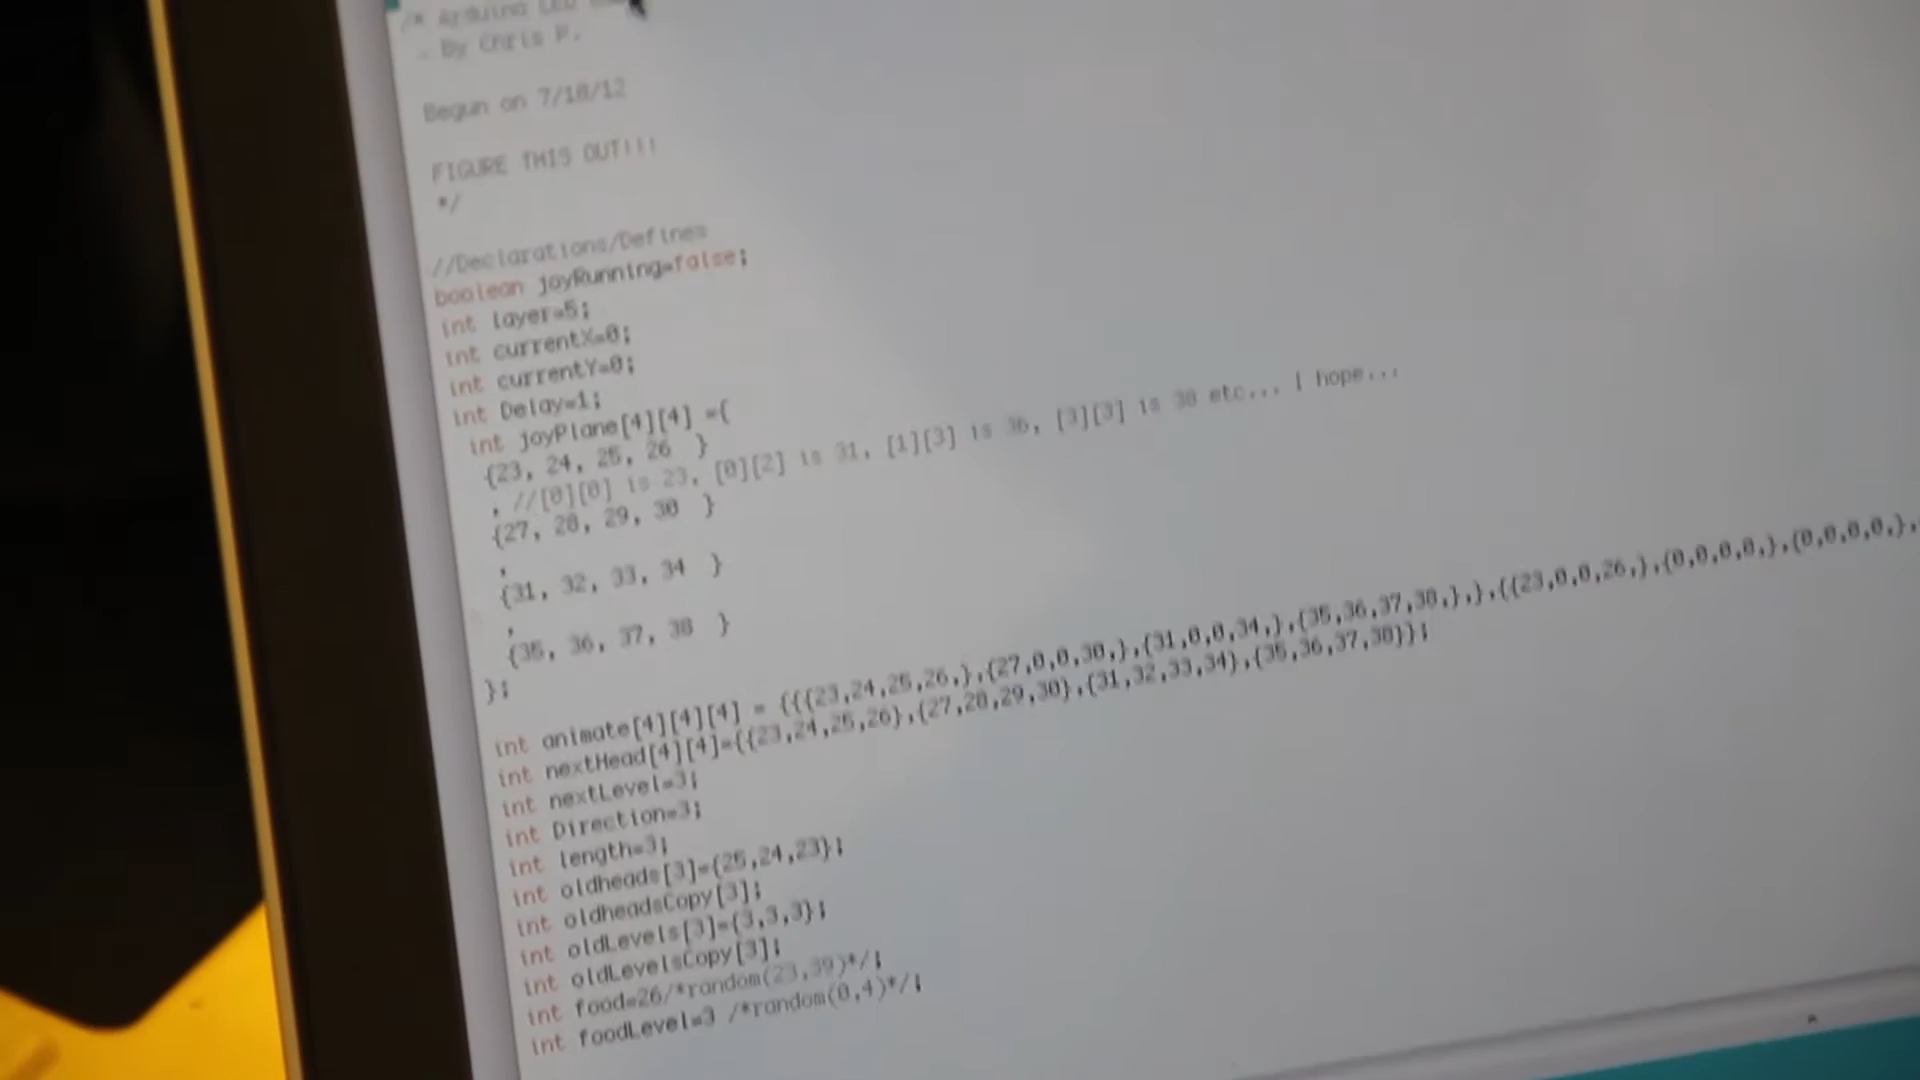 /* Arduino LED
- By Chris P.
Begun on 7/10/12
FIGURE THIS OUT!!!
*/
//Declarations/Defines
boolean joyRunning=false;
int layer=5;
int currentX=0;
int currentY=0;
int Delay=1;
int joyPlane[4][4] ={
{23, 24, 25, 26 }
, //[0][0] is 23, [0][2] is 31, [1][3] is 36, [3][3] is 38 etc... I hope...
{27, 28, 29, 30 }
,
{31, 32, 33, 34 }
,
{35, 36, 37, 38 }
};
int animate[4][4][4] = {{{23,24,25,26,},{27,0,0,30,},{31,0,0,34,},{35,36,37,38,},},{{23,0,0,26,},{0,0,0,0,},{0,0,0,0,},
int nextHead[4][4]={{23,24,25,26},{27,28,29,30},{31,32,33,34},{35,36,37,38}};
int nextLevel=3;
int Direction=3;
int length=3;
int oldheads[3]={25,24,23};
int oldheadsCopy[3];
int oldLevels[3]={3,3,3};
int oldLevelsCopy[3];
int food=26/*random(23,39)*/;
int foodLevel=3 /*random(0,4)*/;